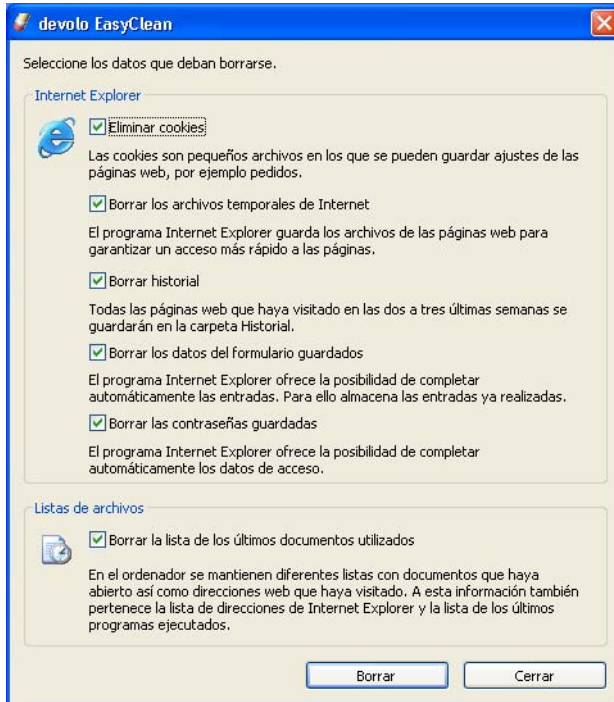 devolo EasyClean
Seleccione los datos que deban borrarse.
Internet Explorer
Eliminar cookies
Las cookies son pequeños archivos en los que se pueden guardar ajustes de las
páginas web, por ejemplo pedidos.
Borrar los archivos temporales de Internet
El programa Internet Explorer guarda los archivos de las páginas web para
garantizar un acceso más rápido a las páginas.
Borrar historial
Todas las páginas web que haya visitado en las dos a tres últimas semanas se
guardarán en la carpeta Historial.
Borrar los datos del formulario guardados
El programa Internet Explorer ofrece la posibilidad de completar
automáticamente las entradas. Para ello almacena las entradas ya realizadas.
Borrar las contraseñas guardadas
El programa Internet Explorer ofrece la posibilidad de completar
automáticamente los datos de acceso.
Listas de archivos
Borrar la lista de los últimos documentos utilizados
En el ordenador se mantienen diferentes listas con documentos que haya
abierto así como direcciones web que haya visitado. A esta información también
pertenece la lista de direcciones de Internet Explorer y la lista de los últimos
programas ejecutados.
Borrar
Cerrar